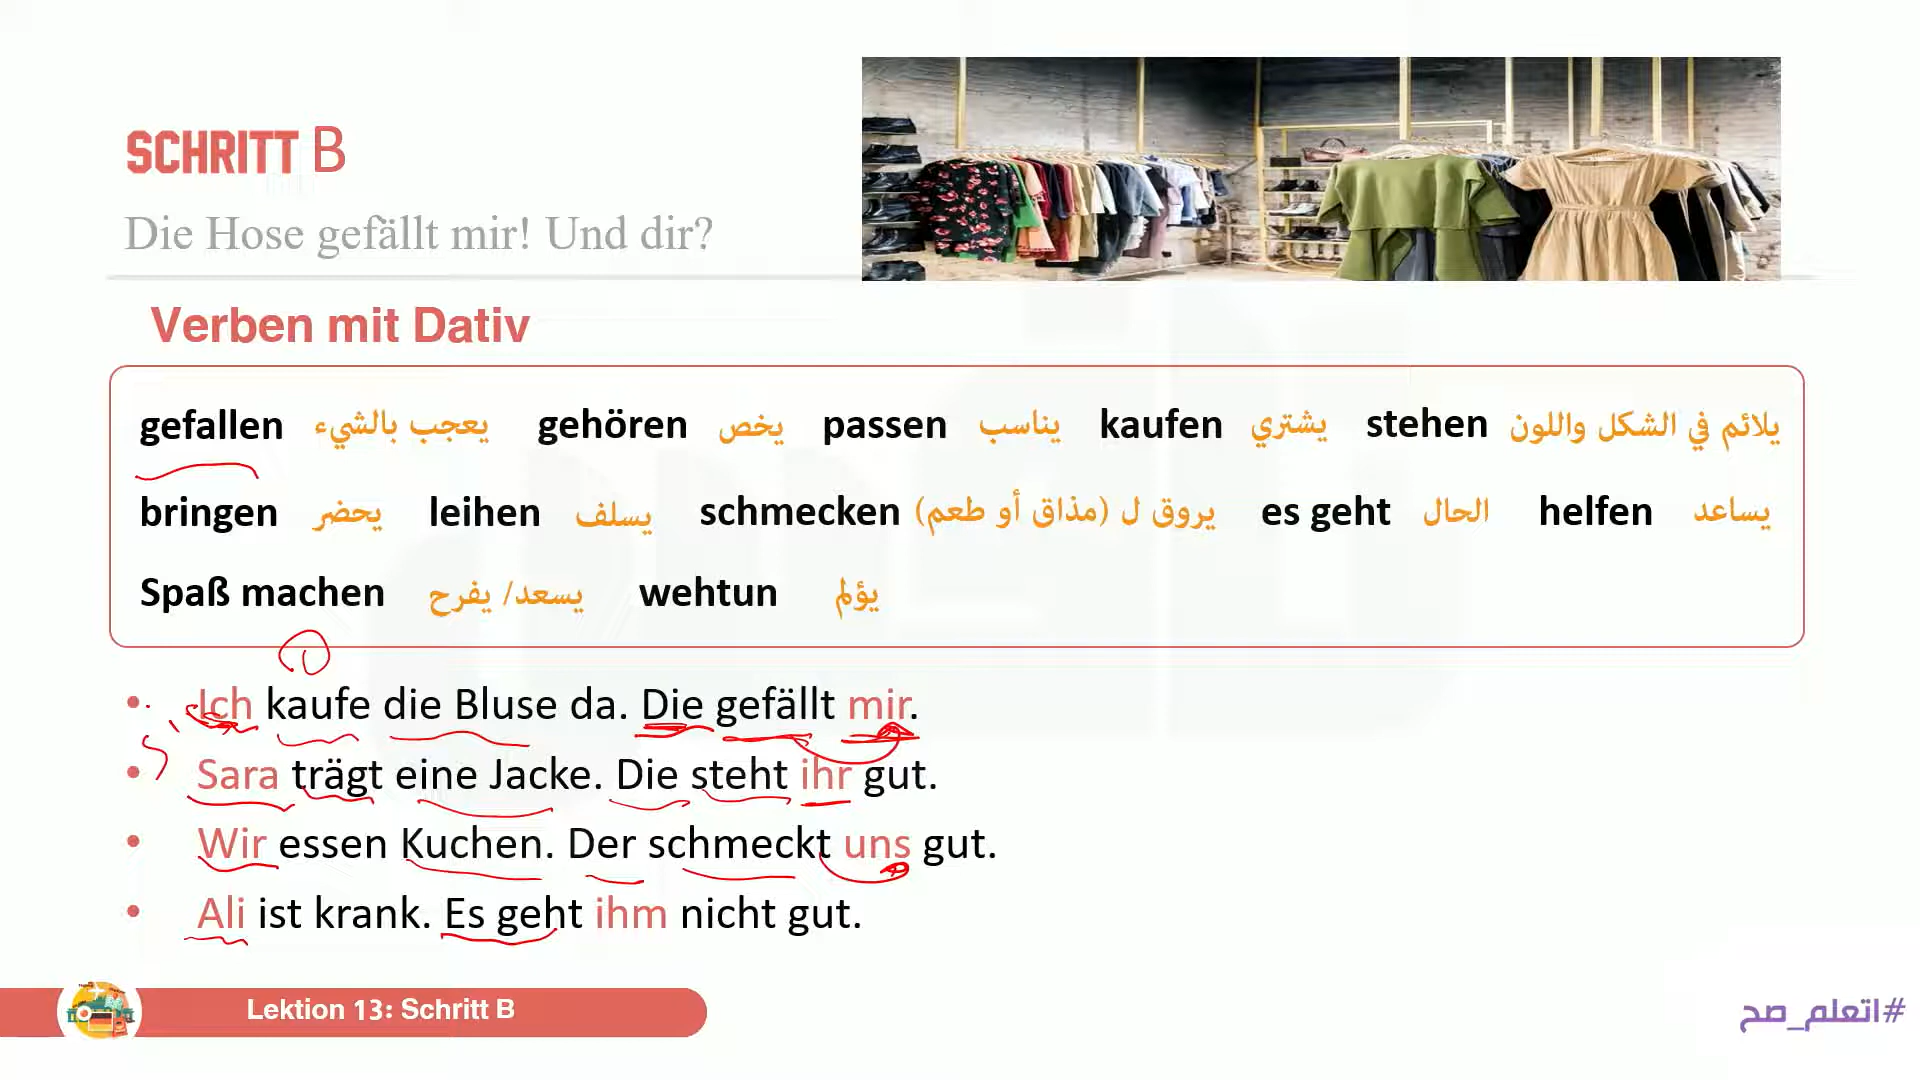 SCHRITT B
Die Hose gefällt mir! Und dir?
Verben mit Dativ
gefallen يعجب بالشيء gehören يخص passen يناسب kaufen يشتري stehen يلائم في الشكل واللون
bringen يحضر leihen يسلف schmecken يروق ل (مذاق أو طعم) es geht الحال helfen يساعد
Spaß machen يسعد/ يفرح wehtun يؤلم
• Ich kaufe die Bluse da. Die gefällt mir.
• Sara trägt eine Jacke. Die steht ihr gut.
• Wir essen Kuchen. Der schmeckt uns gut.
• Ali ist krank. Es geht ihm nicht gut.
Lektion 13: Schritt B
#اتعلم_صح